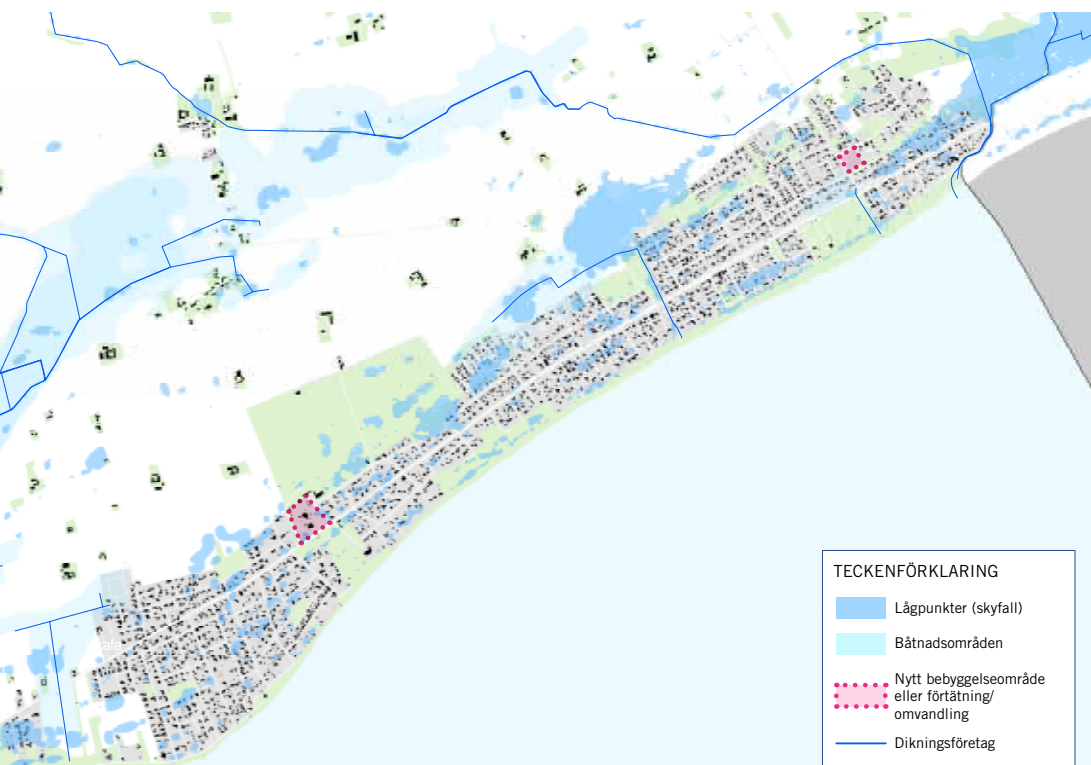 TECKENFÖRKLARING
Lågpunkter (skyfall)
Båtnadsområden
Nytt bebyggelseområde
eller förtätning/
omvandling
Dikningsföretag